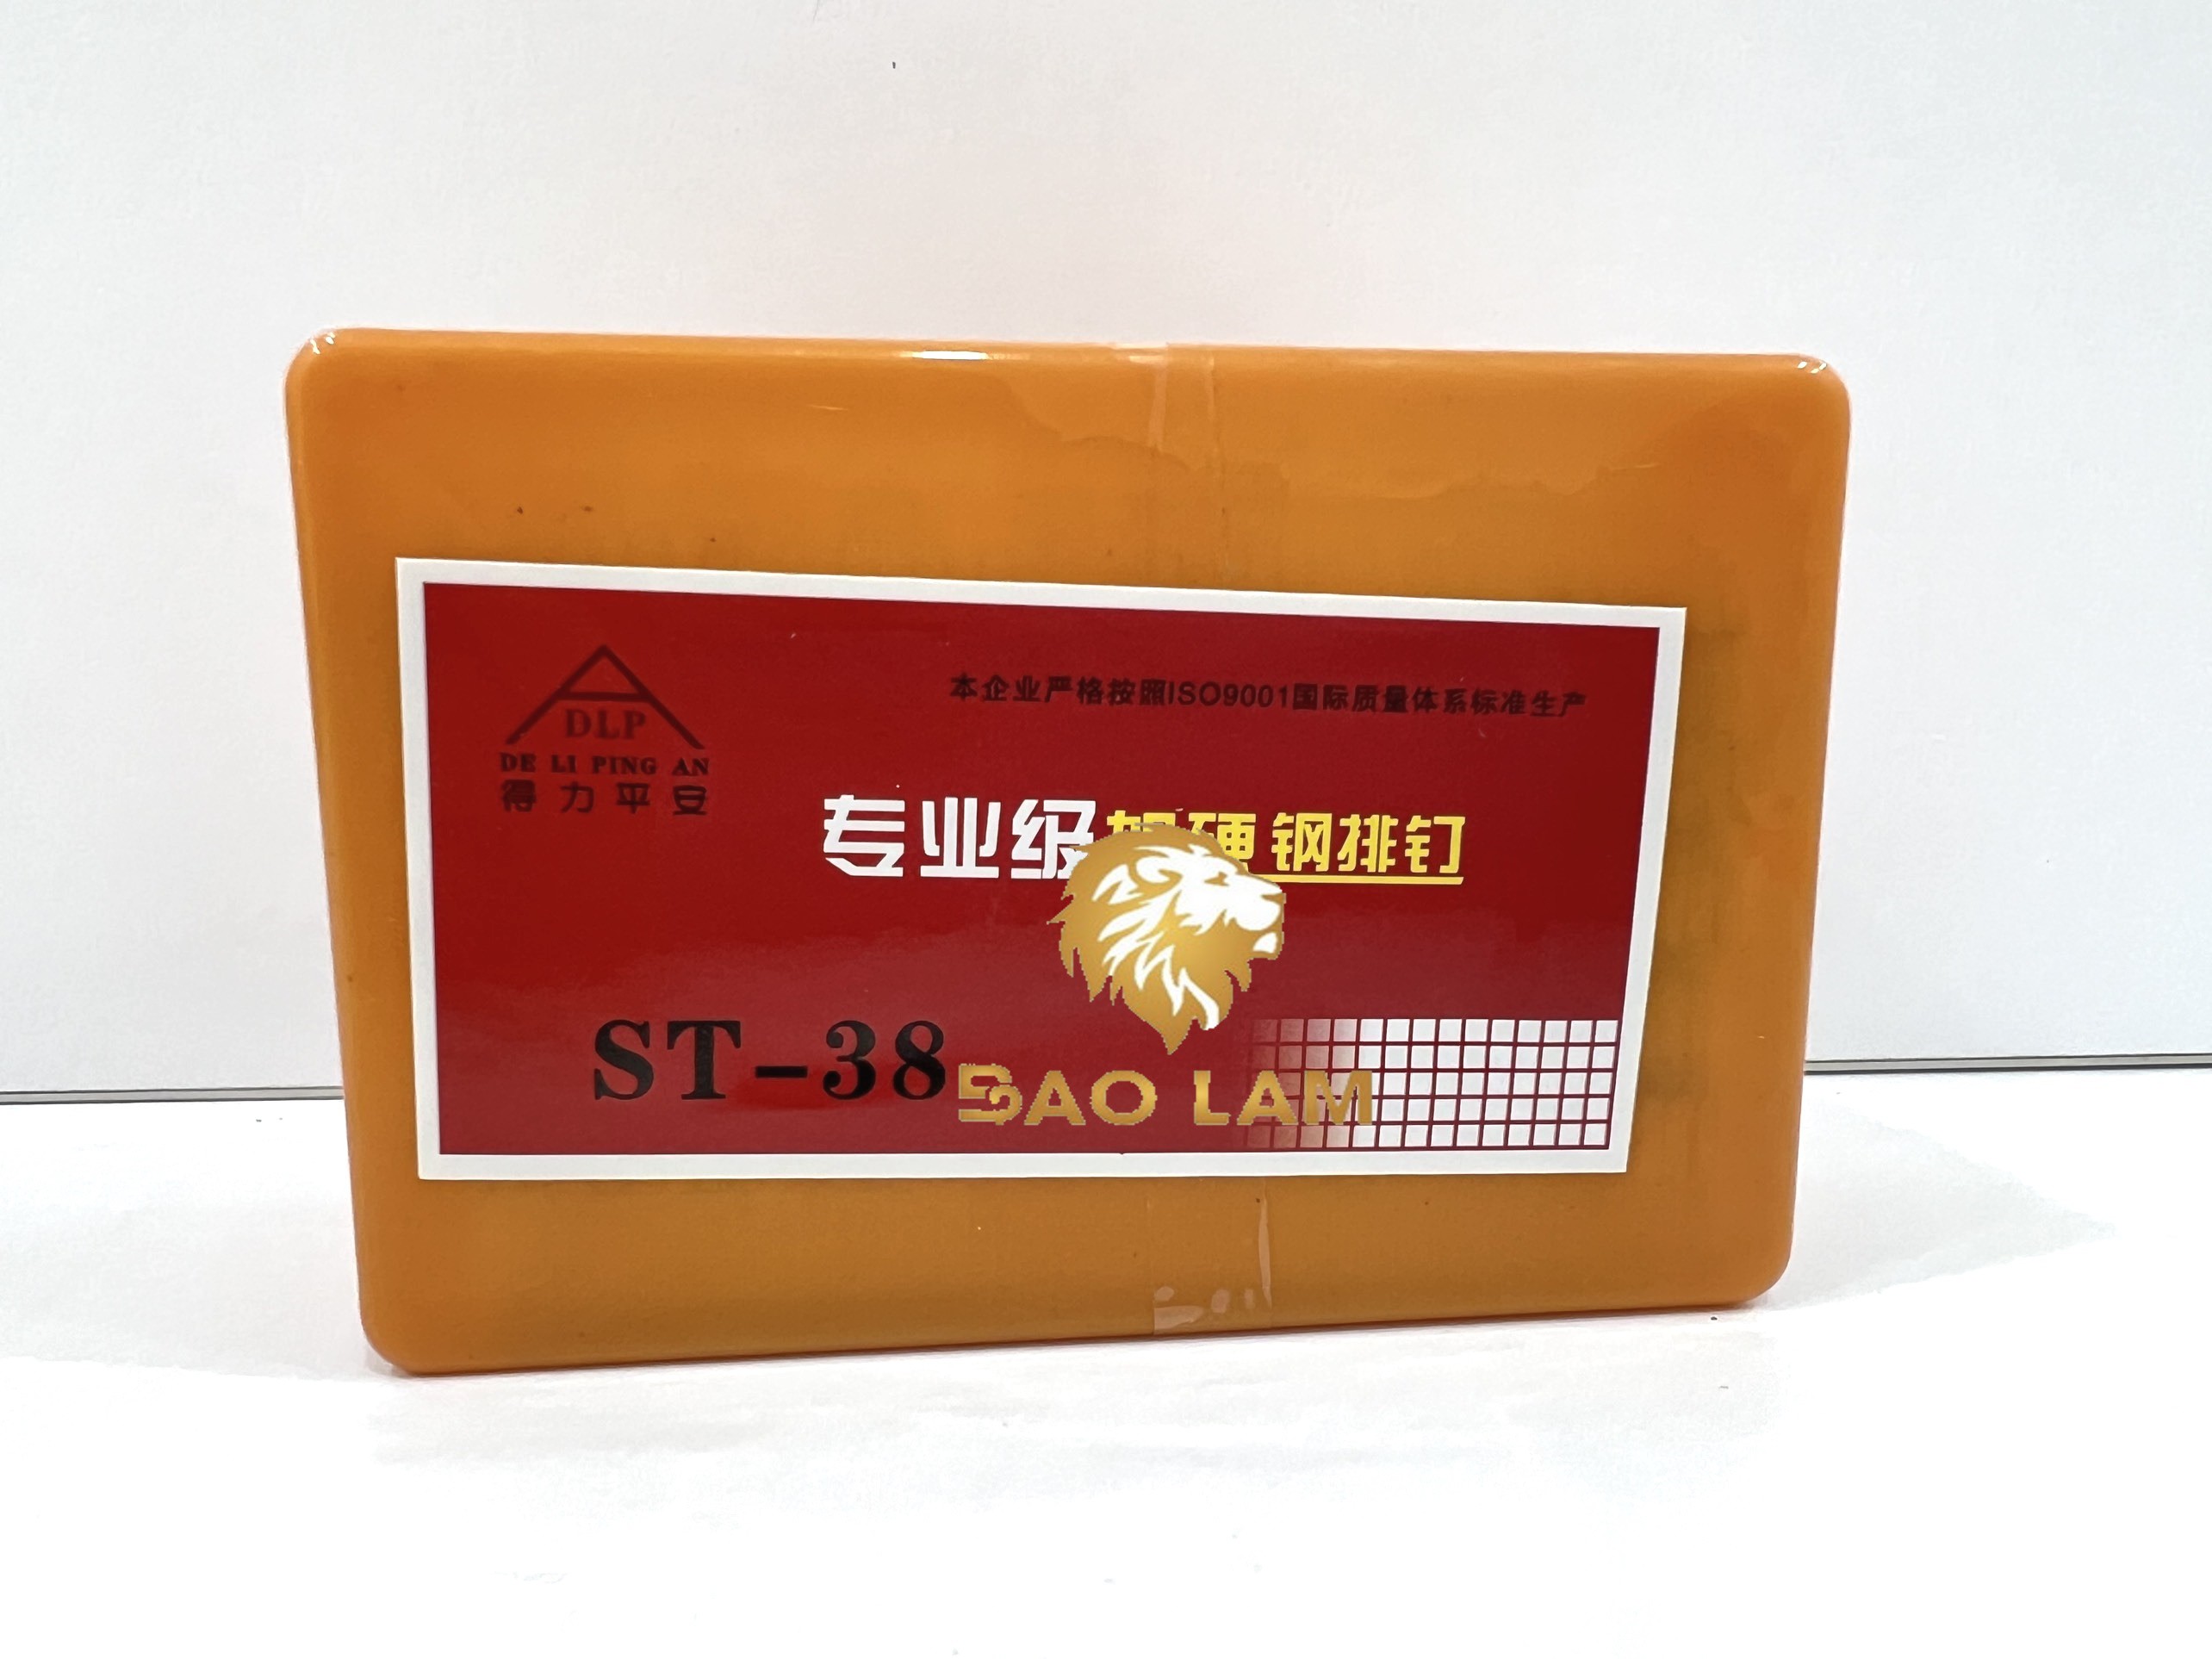 DLP
DE LI PING AN
得力平安
本企业严格按照ISO9001国际质量体系标准生产
专业级加硬钢排钉
ST-38
BAO LAM